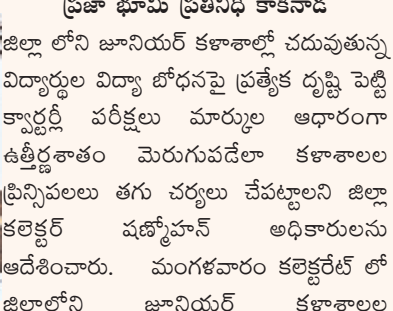 ప్రజా భూమి ప్రతినిధి కాకినాడ
జిల్లా లోని జూనియర్ కళాశాల్లో చదువుతున్న
విద్యార్థుల విద్యా బోధనపై ప్రత్యేక దృష్టి పెట్టి
క్వార్టర్లీ పరీక్షలు మార్కుల ఆధారంగా
ఉత్తీర్ణశాతం మెరుగుపడేలా కళాశాలల
ప్రిన్సిపలలు తగు చర్యలు చేపట్టాలని జిల్లా
కలెక్టర్ షణ్మోహన్ అధికారులను
ఆదేశించారు. మంగళవారం కలెక్టరేట్ లో
జిల్లాలోని జూనియర్ కళాశాలల